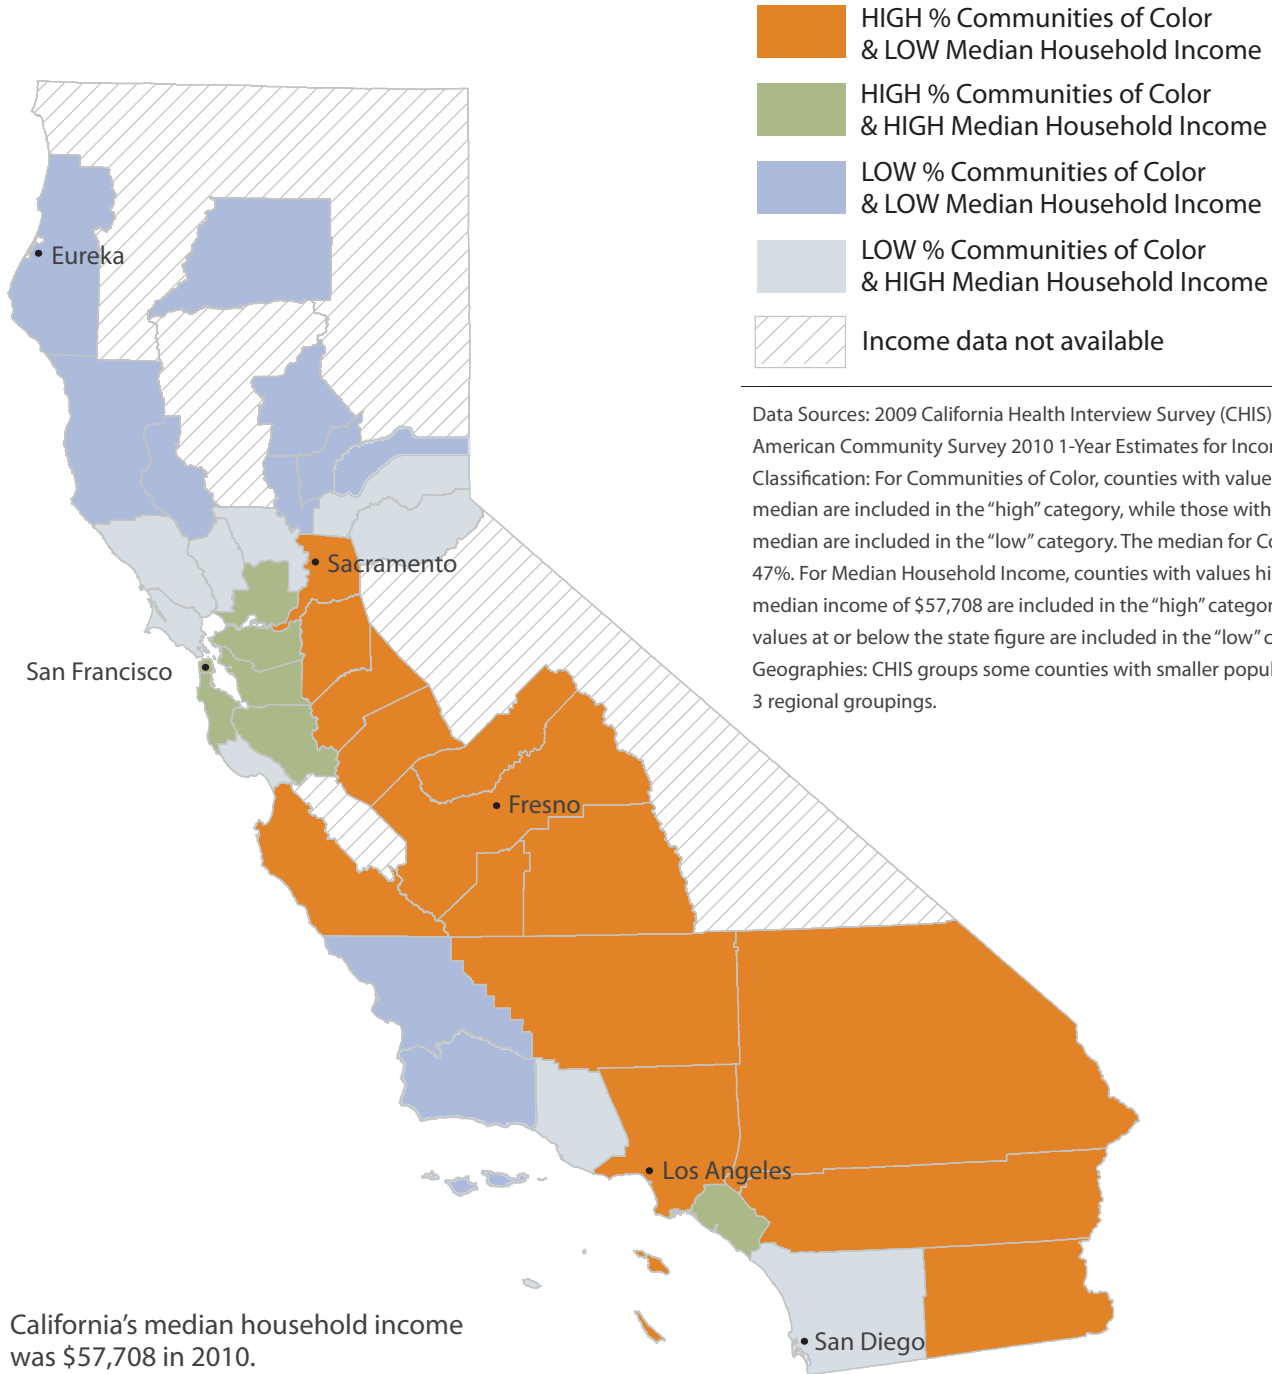 HIGH % Communities of Color
& LOW Median Household Income
HIGH % Communities of Color
& HIGH Median Household Income
LOW % Communities of Color
& LOW Median Household Income
LOW % Communities of Color
& HIGH Median Household Income
Income data not available
Data Sources: 2009 California Health Interview Survey (CHIS)
American Community Survey 2010 1-Year Estimates for Incom
Classification: For Communities of Color, counties with value
median are included in the “high” category, while those with
median are included in the “low” category. The median for Co
47%. For Median Household Income, counties with values hi
median income of $57,708 are included in the “high” categor
values at or below the state figure are included in the “low” c
Geographies: CHIS groups some counties with smaller popul
3 regional groupings.
Eureka
Sacramento
San Francisco
Fresno
Los Angeles
San Diego
California’s median household income
was $57,708 in 2010.